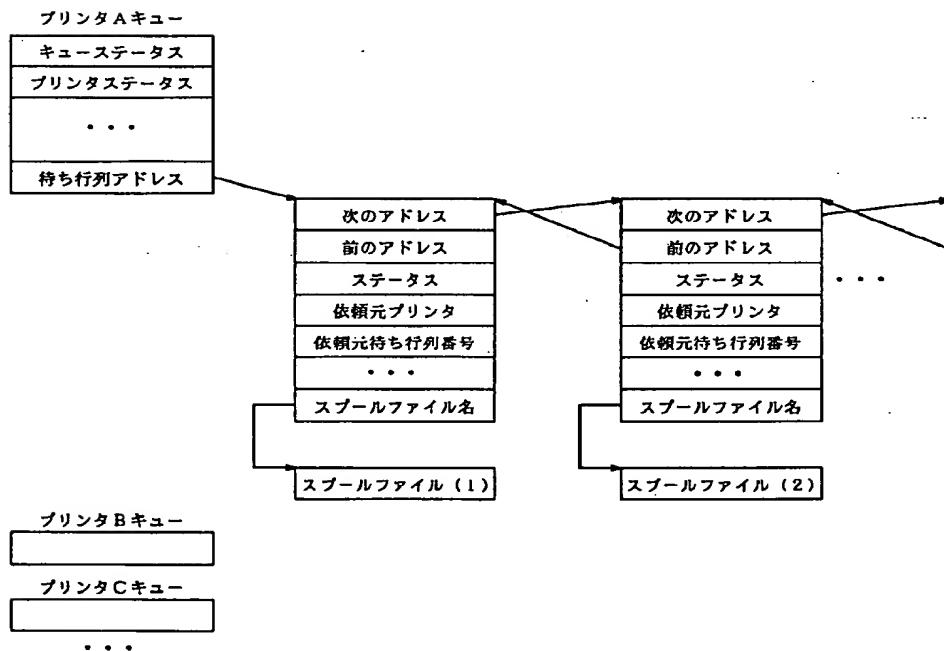 プリンタAキュー
キューステータス
プリンタステータス
・・・
待ち行列アドレス
次のアドレス
前のアドレス
ステータス
依頼元プリンタ
依頼元待ち行列番号
・・・
スプールファイル名
スプールファイル(1)
次のアドレス
前のアドレス
ステータス
依頼元プリンタ
依頼元待ち行列番号
・・・
スプールファイル名
スプールファイル(2)
・・・
プリンタBキュー
プリンタCキュー
・・・